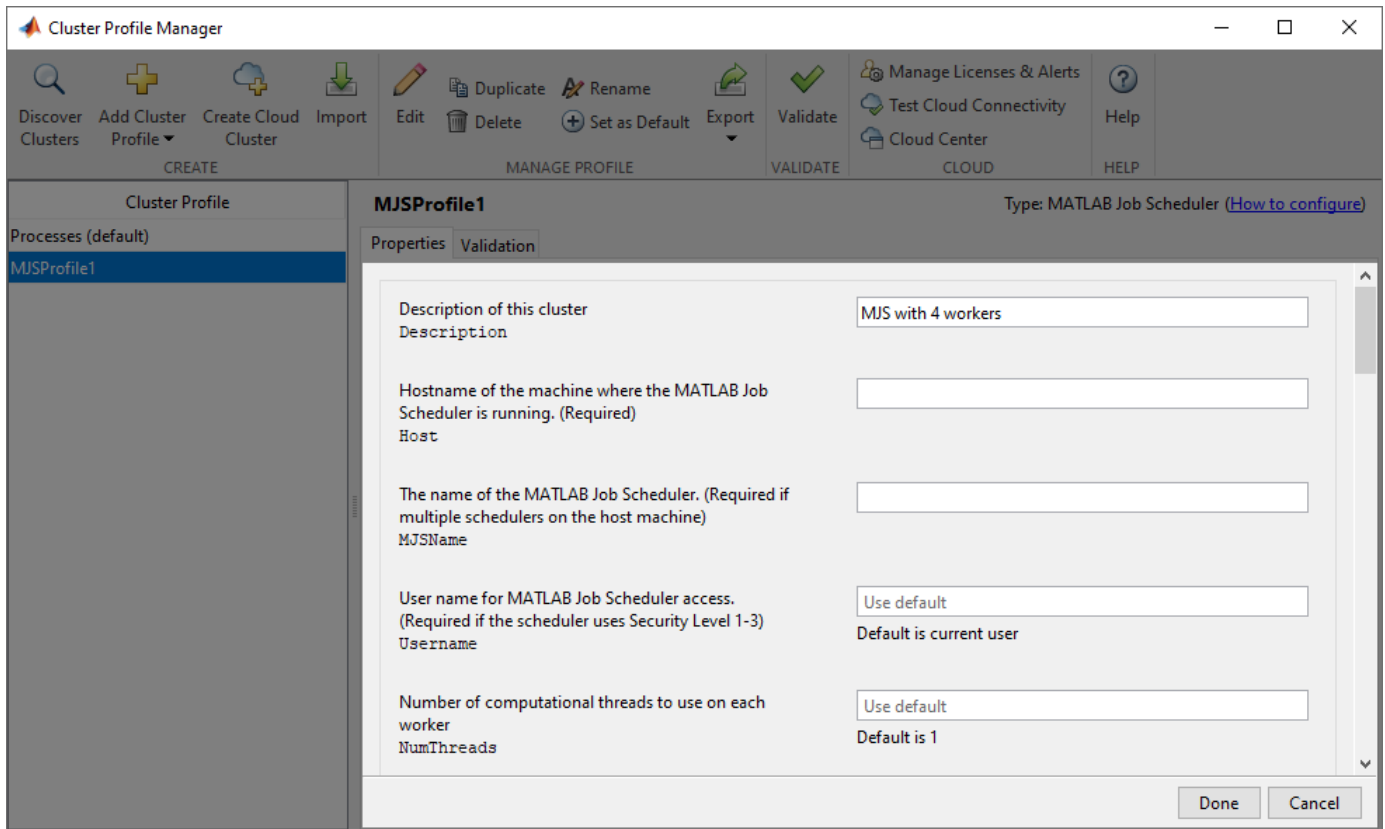 Cluster Profile Manager
Discover Clusters
Add Cluster Profile
Create Cloud Cluster
Import
CREATE
Edit
Duplicate
Delete
Rename
Set as Default
Export
MANAGE PROFILE
Validate
VALIDATE
Manage Licenses & Alerts
Test Cloud Connectivity
Cloud Center
CLOUD
Help
HELP
Cluster Profile
Processes (default)
MJSProfile1
MJSProfile1
Type: MATLAB Job Scheduler (How to configure)
Properties
Validation
Description of this cluster
Description
MJS with 4 workers
Hostname of the machine where the MATLAB Job
Scheduler is running. (Required)
Host
The name of the MATLAB Job Scheduler. (Required if
multiple schedulers on the host machine)
MJSName
User name for MATLAB Job Scheduler access.
(Required if the scheduler uses Security Level 1-3)
Username
Use default
Default is current user
Number of computational threads to use on each
worker
NumThreads
Use default
Default is 1
Done
Cancel